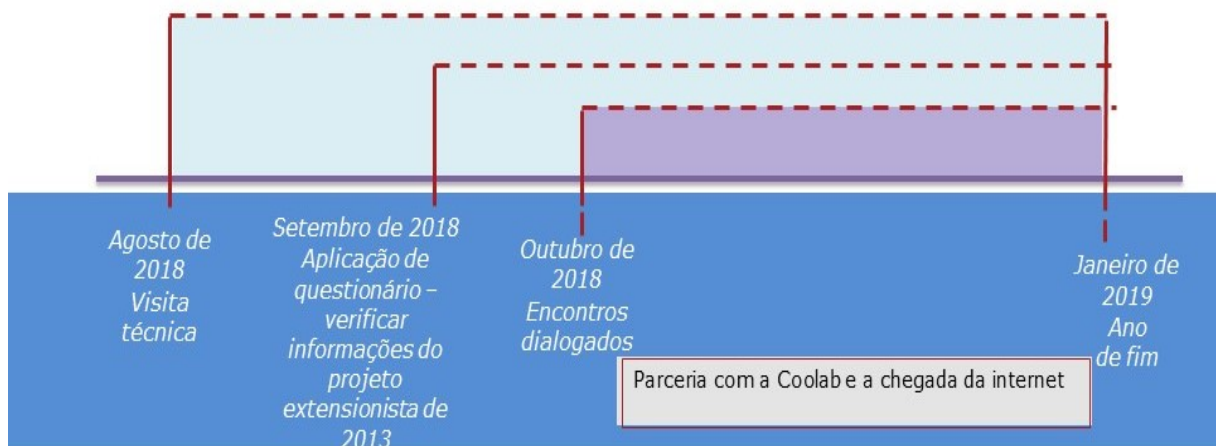 Agosto de
2018
Visita
técnica
Setembro de 2018
Aplicação de
questionário –
verificar
informações do
projeto
extensionista de
2013
Outubro de
2018
Encontros
dialogados
Janeiro de
2019
Ano
de fim
Parceria com a Coolab e a chegada da internet